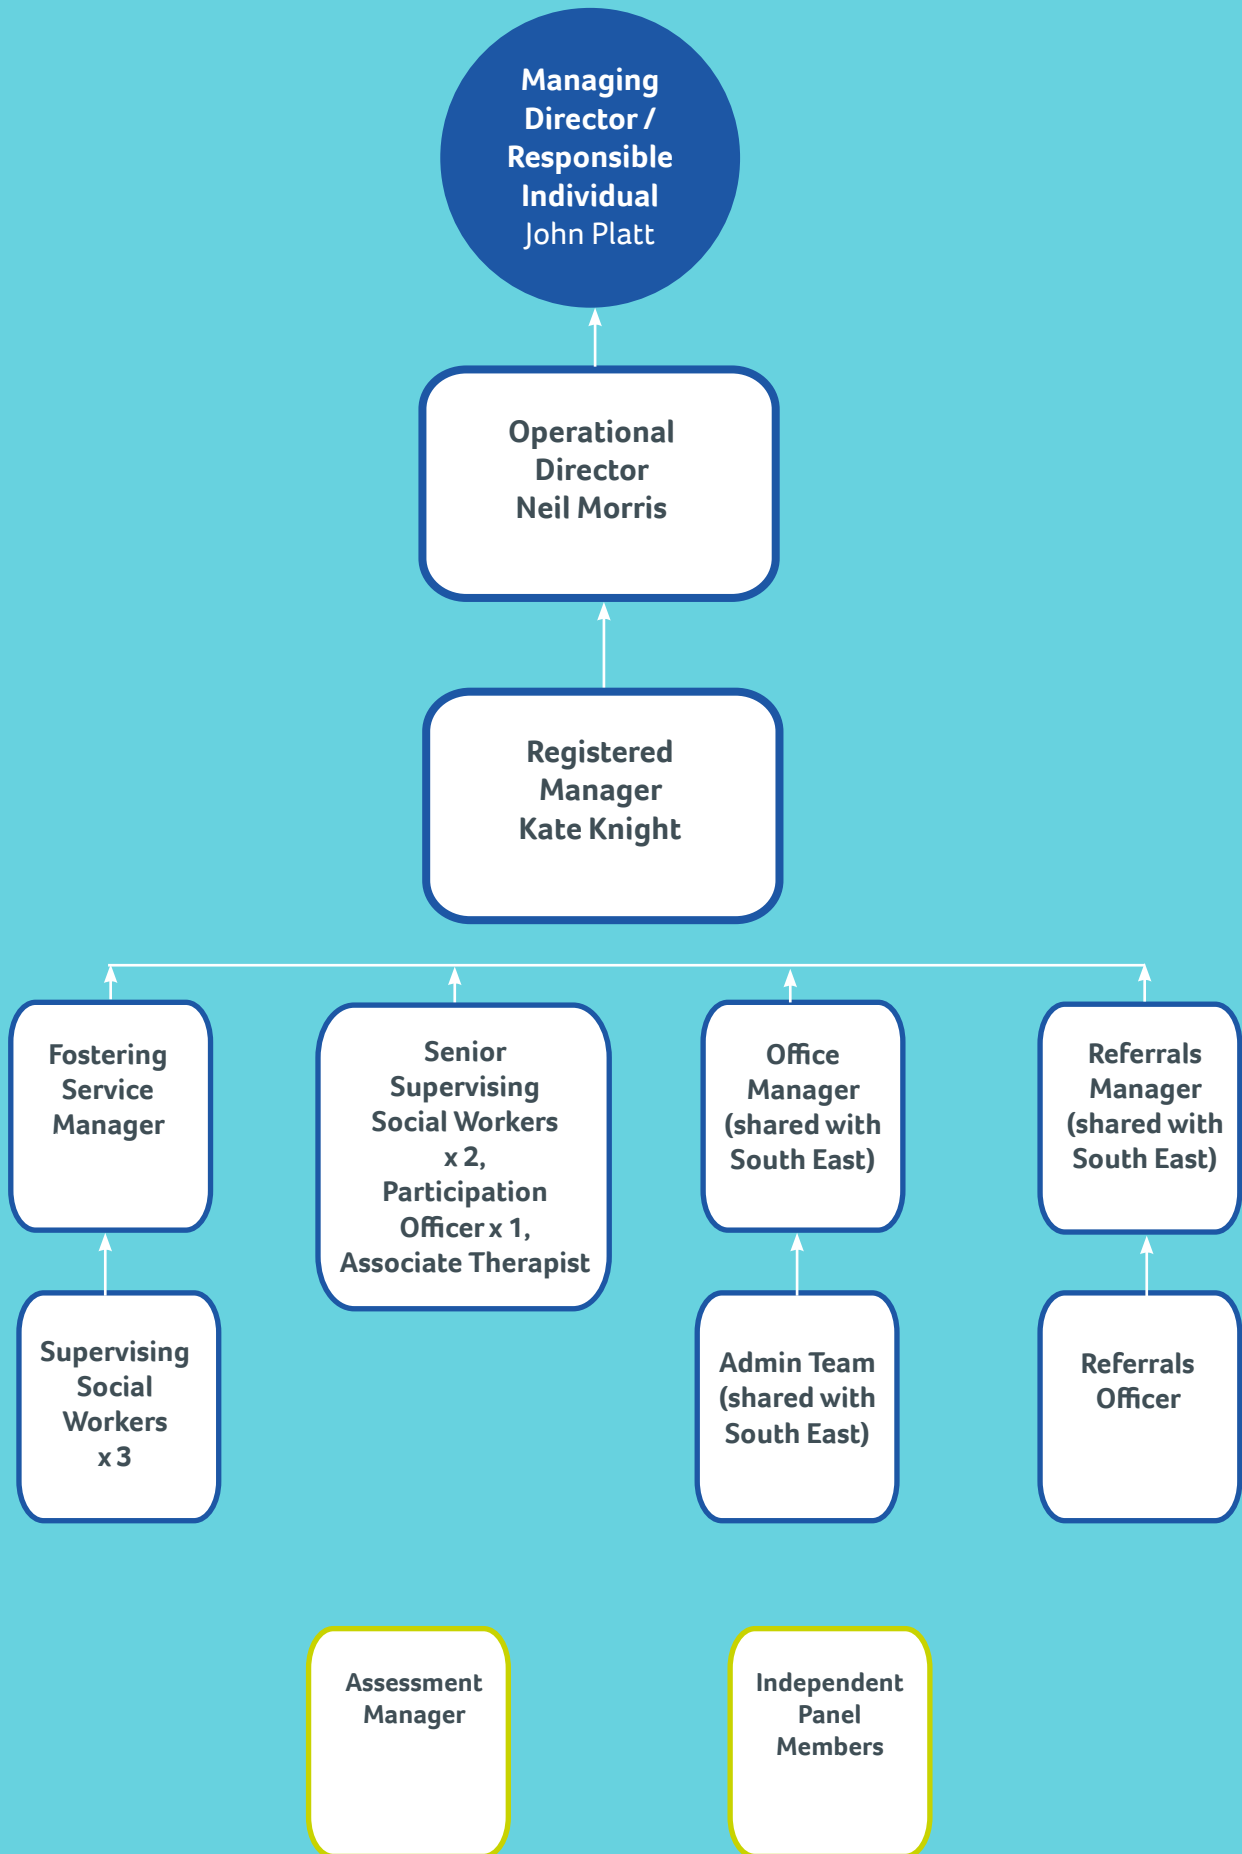 Managing
Director /
Responsible
Individual
John Platt
Operational
Director
Neil Morris
Registered
Manager
Kate Knight
Fostering
Service
Manager
Senior
Supervising
Social Workers
x 2,
Participation
Officer x 1,
Associate Therapist
Office
Manager
(shared with
South East)
Referrals
Manager
(shared with
South East)
Supervising
Social
Workers
x 3
Admin Team
(shared with
South East)
Referrals
Officer
Assessment
Manager
Independent
Panel
Members